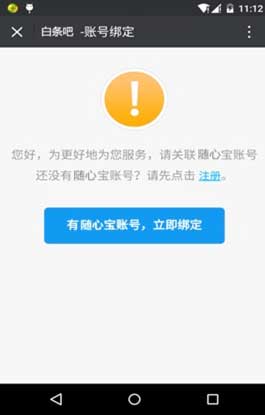 11:12
白条吧 -账号绑定
!
您好，为更好地为您服务，请关联随心宝账号
还没有随心宝账号？请先点击 注册。
有随心宝账号，立即绑定